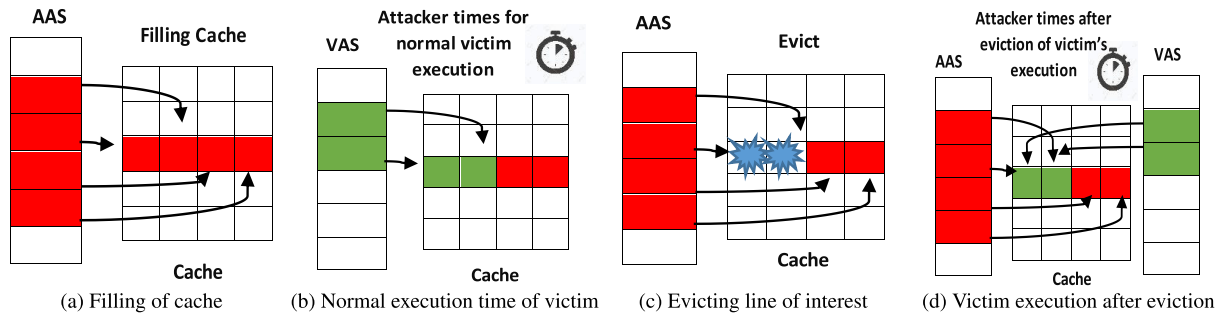 AAS
Filling Cache
Cache
(a) Filling of cache
Attacker times for
normal victim
execution
VAS
Cache
(b) Normal execution time of victim
AAS
Evict
Cache
(c) Evicting line of interest
Attacker times after
eviction of victim's
execution
AAS
VAS
Cache
(d) Victim execution after eviction